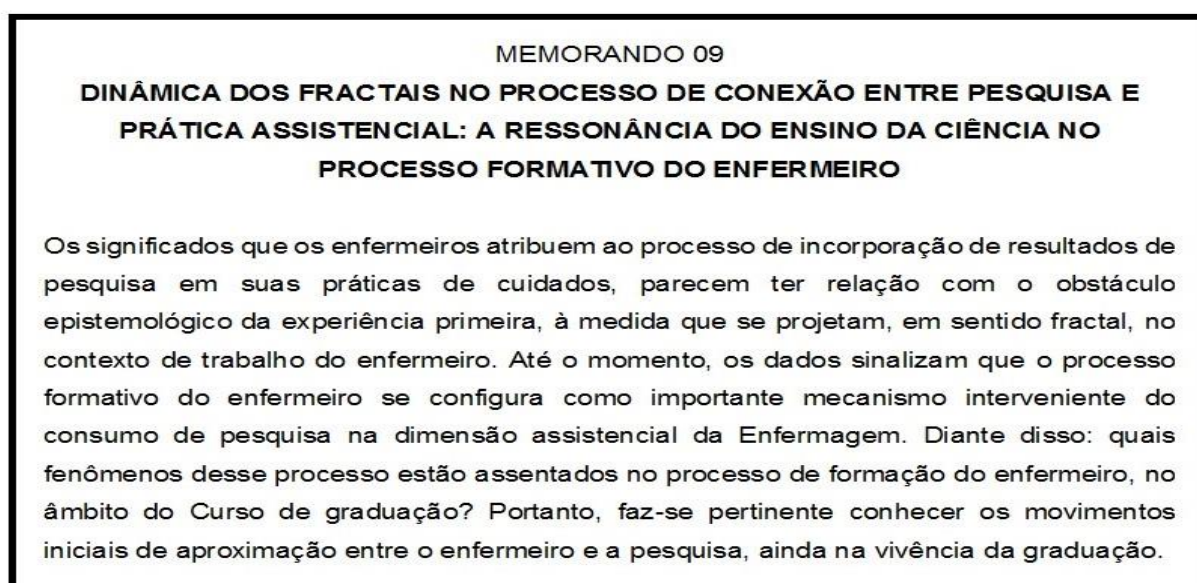 MEMORANDO 09
DINÂMICA DOS FRACTAIS NO PROCESSO DE CONEXÃO ENTRE PESQUISA E
PRÁTICA ASSISTENCIAL: A RESSONÂNCIA DO ENSINO DA CIÊNCIA NO
PROCESSO FORMATIVO DO ENFERMEIRO
Os significados que os enfermeiros atribuem ao processo de incorporação de resultados de
pesquisa em suas práticas de cuidados, parecem ter relação com o obstáculo
epistemológico da experiência primeira, à medida que se projetam, em sentido fractal, no
contexto de trabalho do enfermeiro. Até o momento, os dados sinalizam que o processo
formativo do enfermeiro se configura como importante mecanismo interveniente do
consumo de pesquisa na dimensão assistencial da Enfermagem. Diante disso: quais
fenômenos desse processo estão assentados no processo de formação do enfermeiro, no
âmbito do Curso de graduação? Portanto, faz-se pertinente conhecer os movimentos
iniciais de aproximação entre o enfermeiro e a pesquisa, ainda na vivência da graduação.